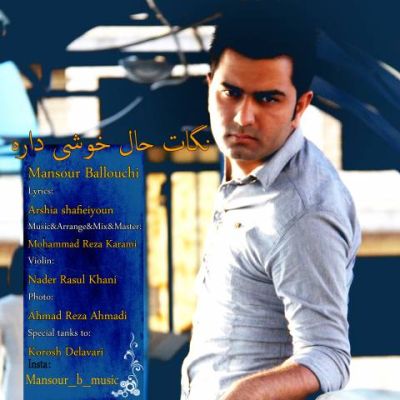 نگات حال خوشی داره
Mansour Ballouchi
Lyrics:
Arshia shafieiyoun
Music&Arrange&Mix&Master:
Mohammad Reza Karami
Violin:
Nader Rasul Khani
Photo:
Ahmad Reza Ahmadi
Special tanks to:
Korosh Delavari
Insta:
Mansour_b_music